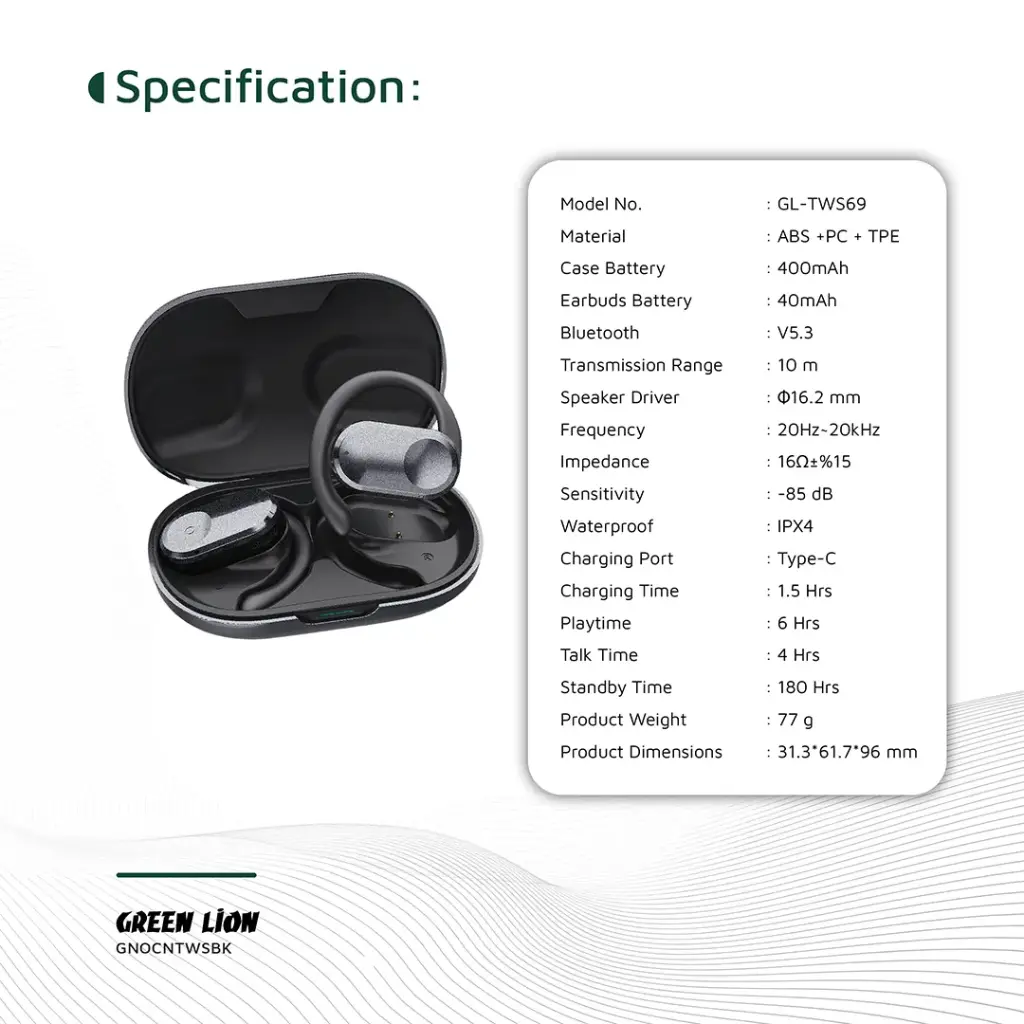 Specification:
Model No. : GL-TWS69
Material : ABS +PC + TPE
Case Battery : 400mAh
Earbuds Battery : 40mAh
Bluetooth : V5.3
Transmission Range : 10 m
Speaker Driver : Φ16.2 mm
Frequency : 20Hz~20kHz
Impedance : 16Ω±%15
Sensitivity : -85 dB
Waterproof : IPX4
Charging Port : Type-C
Charging Time : 1.5 Hrs
Playtime : 6 Hrs
Talk Time : 4 Hrs
Standby Time : 180 Hrs
Product Weight : 77 g
Product Dimensions : 31.3*61.7*96 mm
GREEN LİON
GNOCNTWSBK